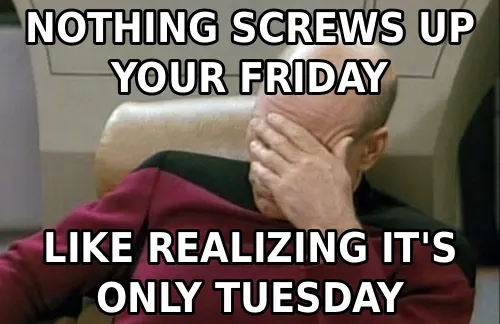 NOTHING SCREWS UP
YOUR FRIDAY
LIKE REALIZING IT'S
ONLY TUESDAY